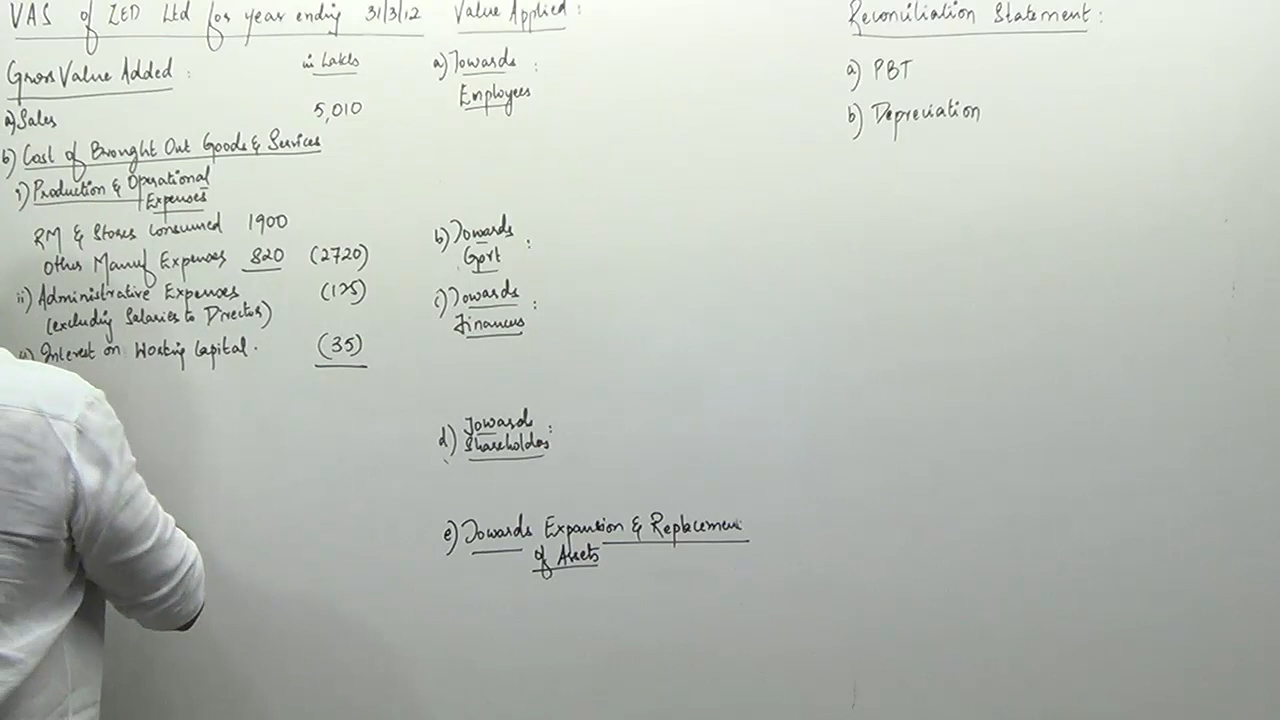 VAS of ZED Ltd for year ending 31/3/12
Gross Value Added :
in Lakhs
a) Sales 5,010
b) Cost of Brought Out Goods & Services
i) Production & Operational
Expenses
RM & Stores Consumed 1900
Other Manuf Expenses 820 (2720)
ii) Administrative Expenses (125)
(excluding Salaries to Director)
Interest on Working Capital. (35)
Value Applied :
a) Towards :
Employees
b) Towards :
Govt
c) Towards :
Financers
d) Towards :
Shareholders
e) Towards Expansion & Replacement
of Assets
Reconciliation Statement :
a) PBT
b) Depreciation